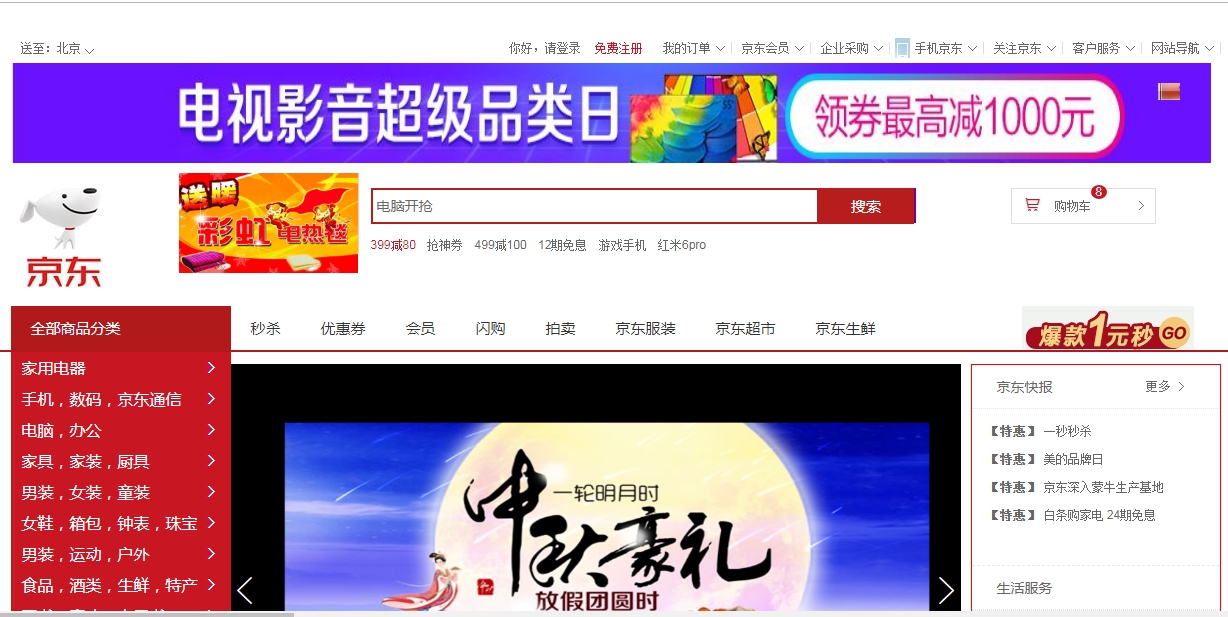 送至：北京
你好，请登录 免费注册 我的订单 京东会员 企业采购 手机京东 关注京东 客户服务 网站导航
电视影音超级品类日 领券最高减1000元
送暖
彩虹电热毯
电脑开抢 搜索
购物车 8
399减80 抢神券 499减100 12期免息 游戏手机 红米6pro
京东
全部商品分类 秒杀 优惠券 会员 闪购 拍卖 京东服装 京东超市 京东生鲜
爆款1元秒GO
家用电器
手机，数码，京东通信
电脑，办公
家具，家装，厨具
男装，女装，童装
女鞋，箱包，钟表，珠宝
男装，运动，户外
食品，酒类，生鲜，特产
一轮明月时
中秋豪礼
放假团圆时
京东快报 更多
【特惠】 一秒秒杀
【特惠】 美的品牌日
【特惠】 京东深入蒙牛生产基地
【特惠】 白条购家电 24期免息
生活服务